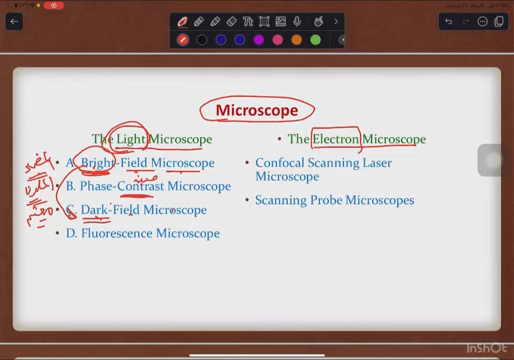 Microscope
The Light Microscope
A. Bright-Field Microscope
مبينة
B. Phase-Contrast Microscope
C. Dark-Field Microscope
D. Fluorescence Microscope
• The Electron Microscope
• Confocal Scanning Laser
Microscope
• Scanning Probe Microscopes
InShOt